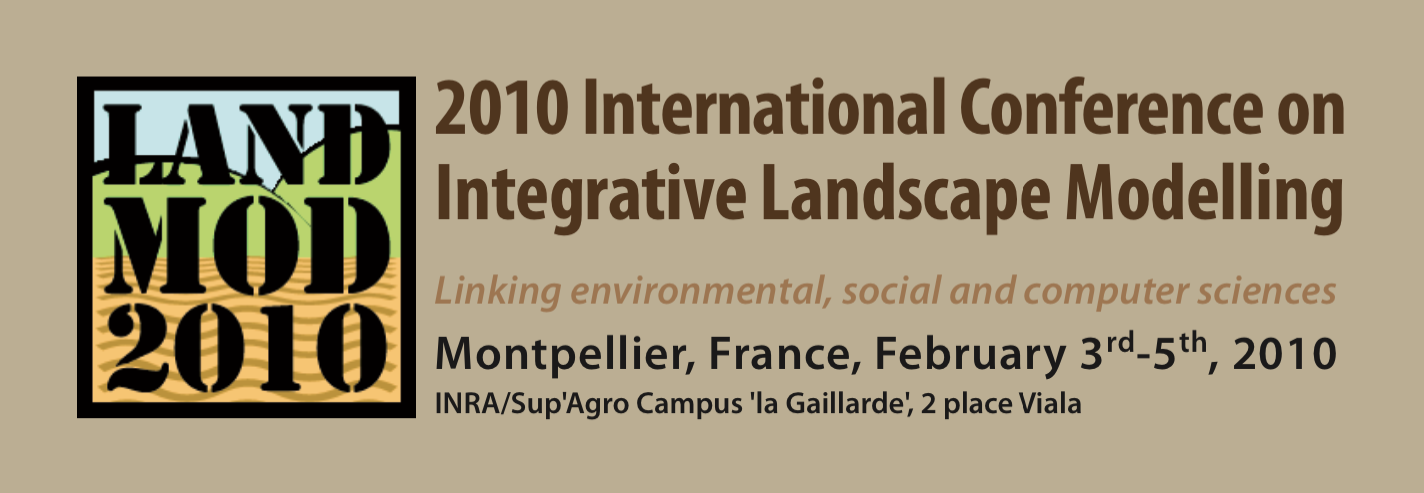 LAND
MOD
2010
2010 International Conference on
Integrative Landscape Modelling
Linking environmental, social and computer sciences
Montpellier, France, February 3rd-5th, 2010
INRA/Sup'Agro Campus 'la Gaillarde', 2 place Viala